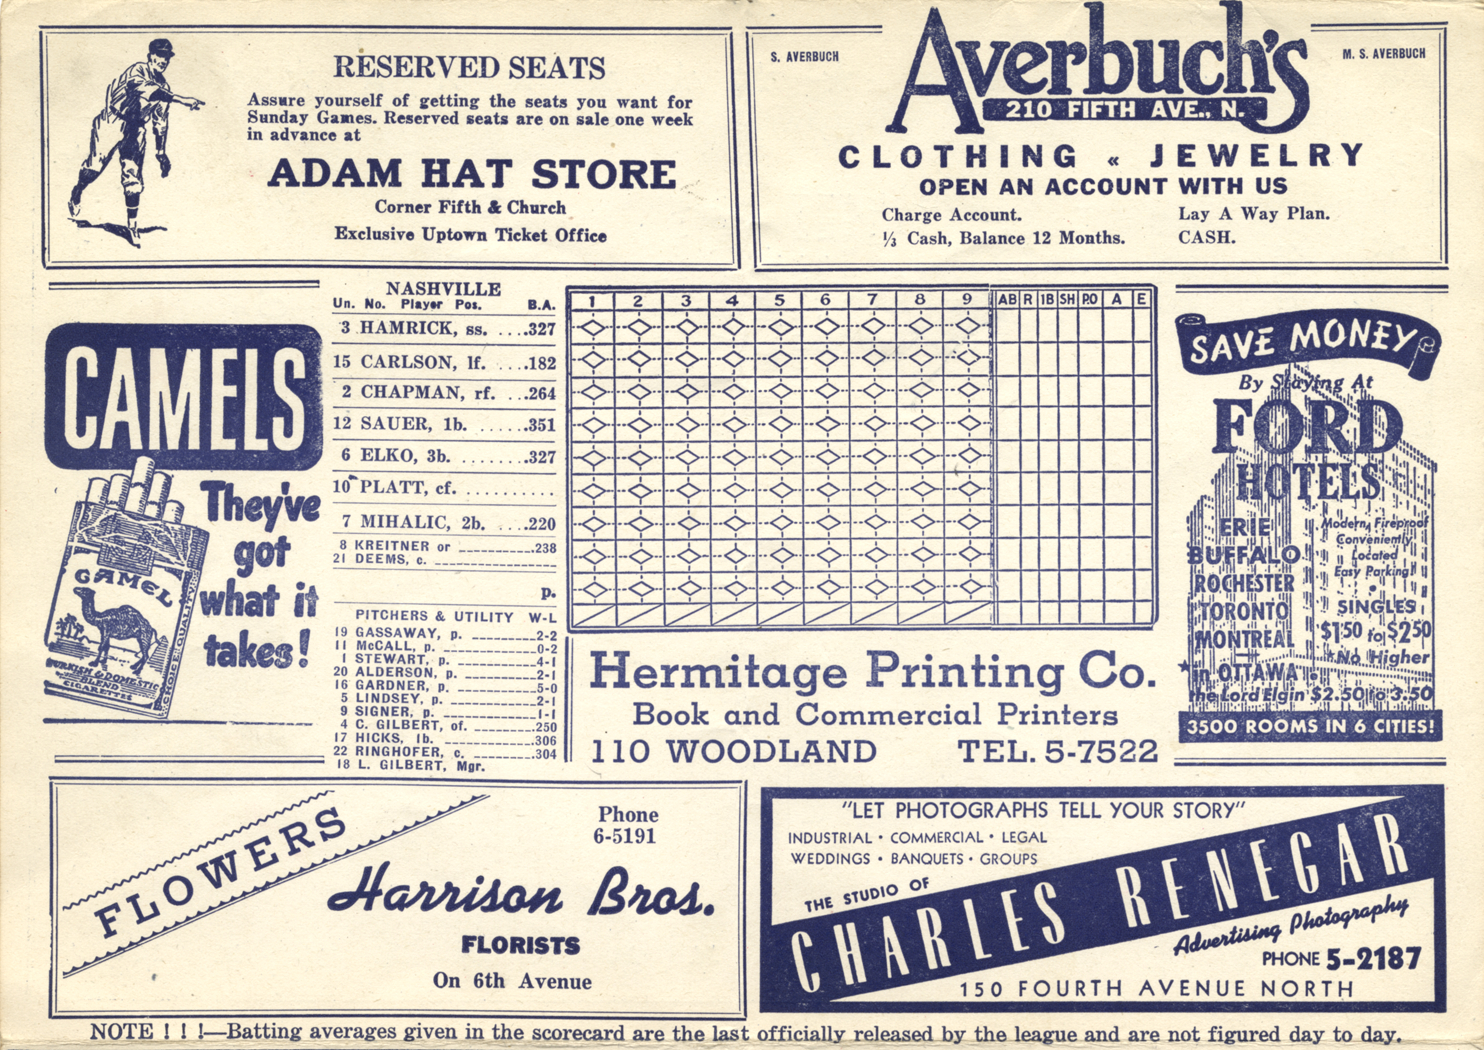 RESERVED SEATS
Assure yourself of getting the seats you want for
Sunday Games. Reserved seats are on sale one week
in advance at
ADAM HAT STORE
Corner Fifth & Church
Exclusive Uptown Ticket Office
S. AVERBUCH
M. S. AVERBUCH
Averbuch's
210 FIFTH AVE., N.
CLOTHING « JEWELRY
OPEN AN ACCOUNT WITH US
Charge Account. Lay A Way Plan.
⅓ Cash, Balance 12 Months. CASH.
CAMELS
They've
got
what it
takes!
CAMEL
TURKISH & DOMESTIC
BLEND
CIGARETTES
CHOICE QUALITY
NASHVILLE
Un. No. Player Pos. B.A.
3 HAMRICK, ss. ....327
15 CARLSON, lf. ....182
2 CHAPMAN, rf. ...264
12 SAUER, 1b. .......351
6 ELKO, 3b. ........327
10 PLATT, cf. ..........
7 MIHALIC, 2b. ....220
8 KREITNER or ----------.238
21 DEEMS, c. ----------------
p.
PITCHERS & UTILITY W-L
19 GASSAWAY, p. ---------2-2
11 McCALL, p. -----------0-2
1 STEWART, p. ----------4-1
20 ALDERSON, p. ---------2-1
16 GARDNER, p. ----------5-0
5 LINDSEY, p. ----------2-1
9 SIGNER, p. -----------1-1
4 C. GILBERT, of. -------.250
17 HICKS, 1b. -----------.306
22 RINGHOFER, c. --------.304
18 L. GILBERT, Mgr.
1 2 3 4 5 6 7 8 9 AB R 1B SH P.O A E
Hermitage Printing Co.
Book and Commercial Printers
110 WOODLAND TEL. 5-7522
SAVE MONEY
By Staying At
FORD
HOTELS
ERIE
BUFFALO
ROCHESTER
TORONTO
MONTREAL
Modern, Fireproof
Conveniently
Located
Easy Parking!
SINGLES
$1.50 to $2.50
*No Higher
★in OTTAWA
the Lord Elgin $2.50 to 3.50
3500 ROOMS IN 6 CITIES!
FLOWERS
Phone
6-5191
Harrison Bros.
FLORISTS
On 6th Avenue
"LET PHOTOGRAPHS TELL YOUR STORY"
INDUSTRIAL • COMMERCIAL • LEGAL
WEDDINGS • BANQUETS • GROUPS
THE STUDIO OF
CHARLES RENEGAR
Advertising Photography
PHONE 5-2187
150 FOURTH AVENUE NORTH
NOTE ! ! !—Batting averages given in the scorecard are the last officially released by the league and are not figured day to day.